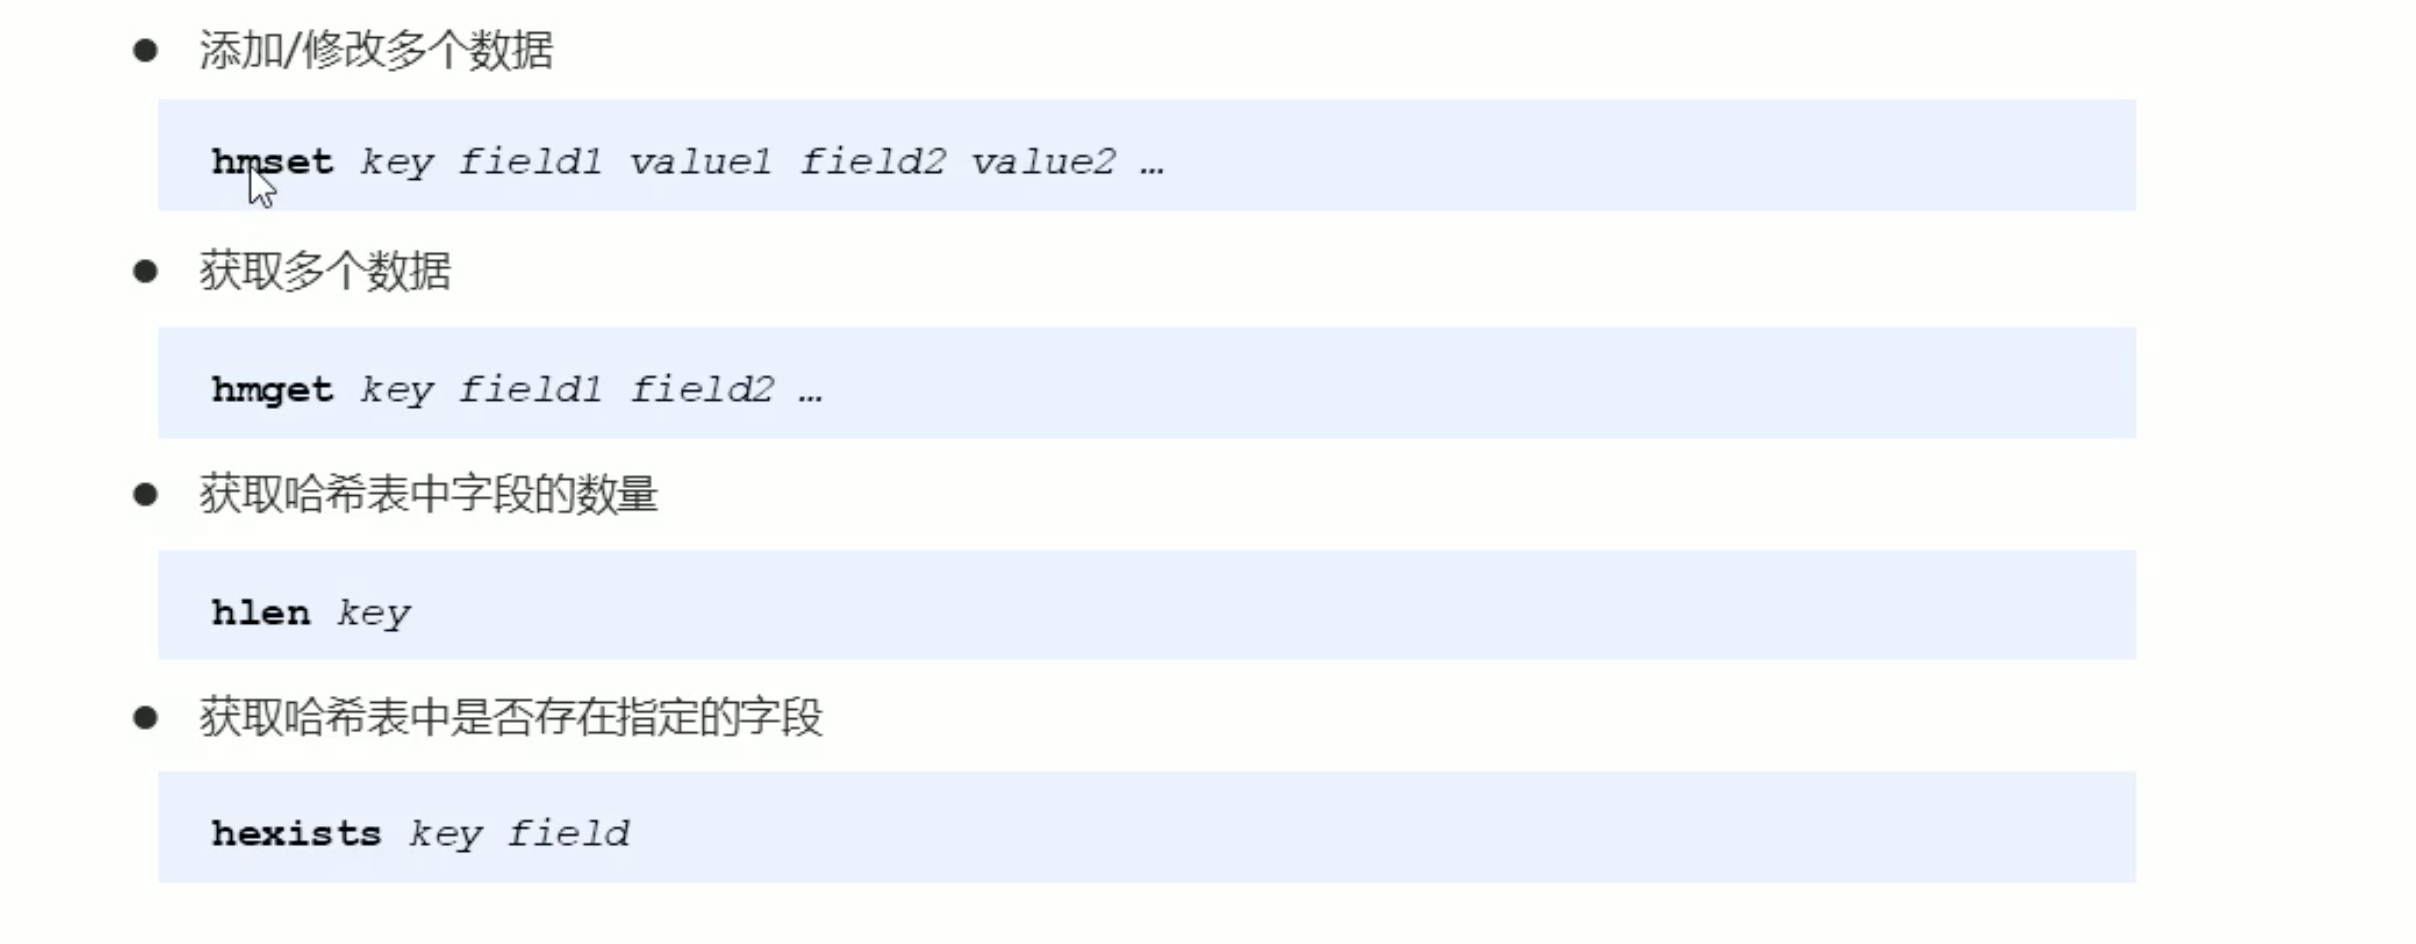 ● 添加/修改多个数据
hmset key field1 value1 field2 value2 …
● 获取多个数据
hmget key field1 field2 …
● 获取哈希表中字段的数量
hlen key
● 获取哈希表中是否存在指定的字段
hexists key field